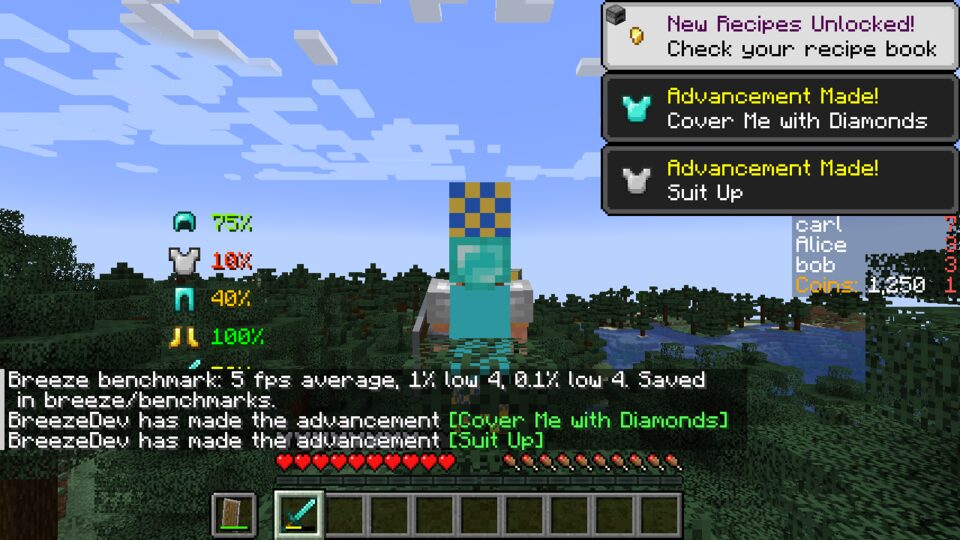 New Recipes Unlocked!
Check your recipe book
Advancement Made!
Cover Me with Diamonds
Advancement Made!
Suit Up
carl
Alice
bob 3
Coins: 1,250 1
75%
10%
40%
100%
Breeze benchmark: 5 fps average, 1% low 4, 0.1% low 4. Saved
in breeze/benchmarks.
BreezeDev has made the advancement [Cover Me with Diamonds]
BreezeDev has made the advancement [Suit Up]